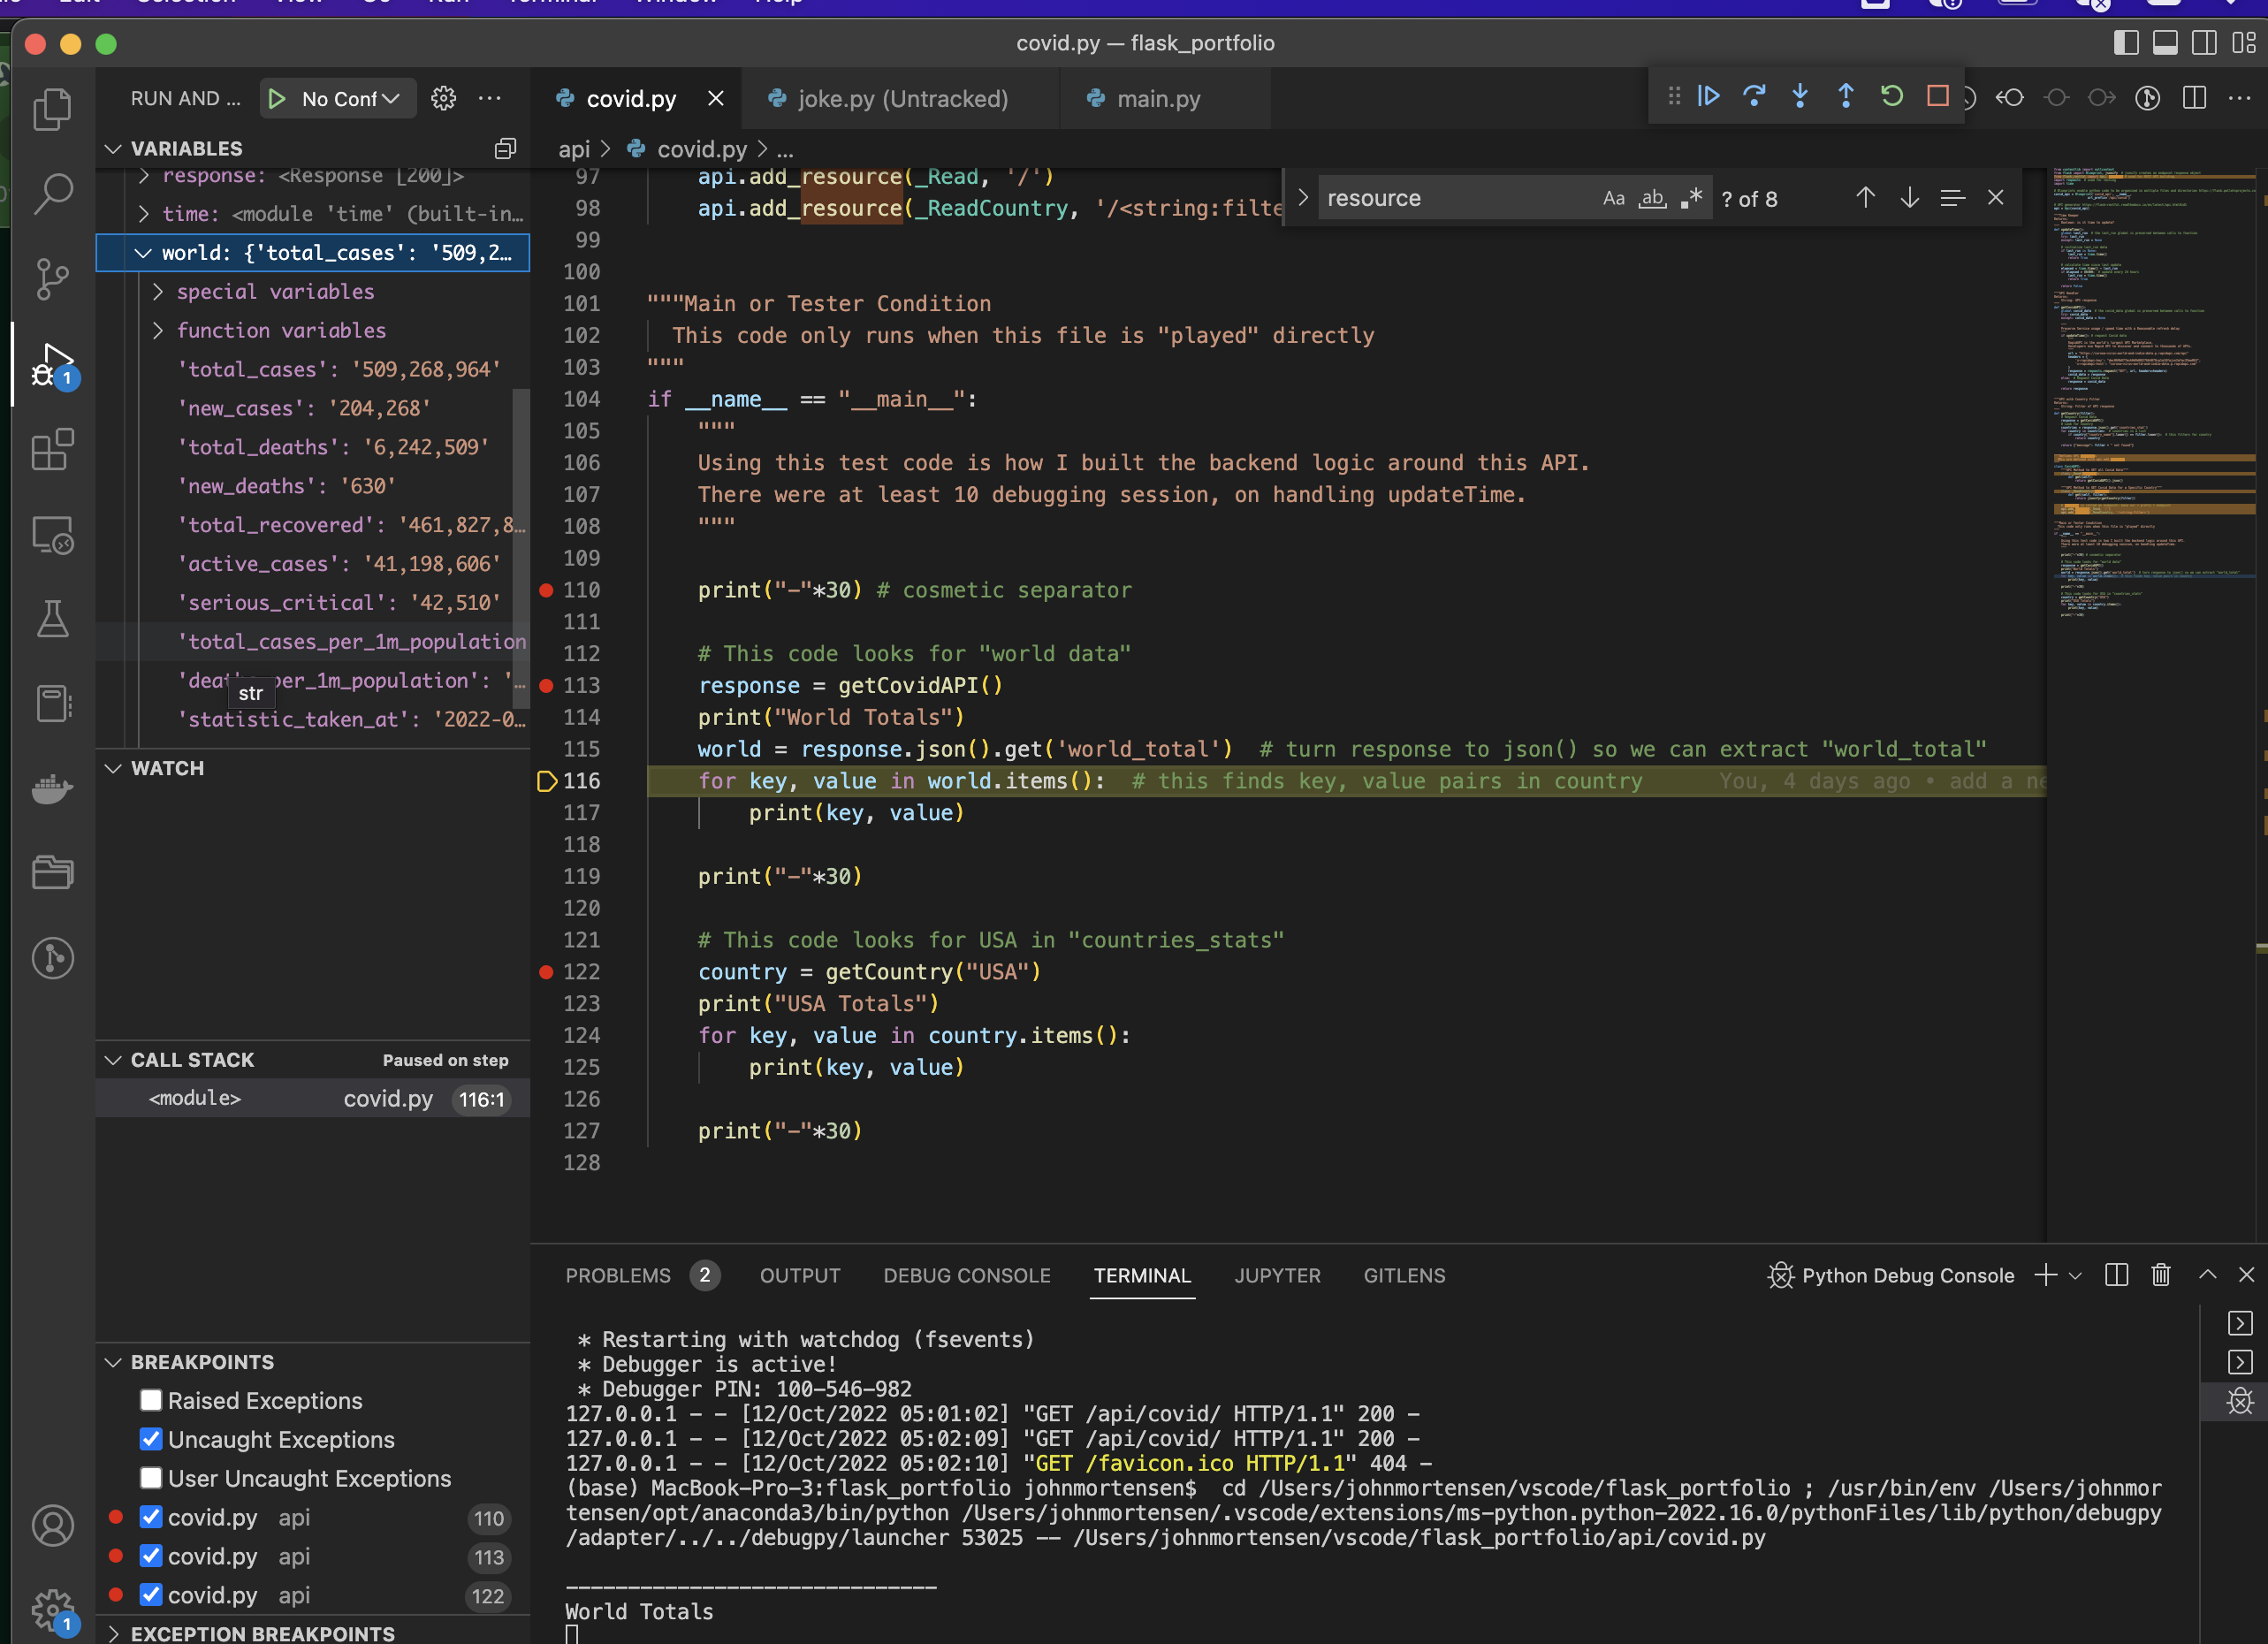 Selection View Go Run Terminal Window Help
covid.py — flask_portfolio
RUN AND ...
No Conf
covid.py
joke.py (Untracked)
main.py
VARIABLES
api > covid.py > ...
response: <Response [200]>
time: <module 'time' (built-in...
world: {'total_cases': '509,2...
special variables
function variables
'total_cases': '509,268,964'
'new_cases': '204,268'
'total_deaths': '6,242,509'
'new_deaths': '630'
'total_recovered': '461,827,8...
'active_cases': '41,198,606'
'serious_critical': '42,510'
'total_cases_per_1m_population
per_1m_population': '...
str
'statistic_taken_at': '2022-0...
WATCH
CALL STACK
Paused on step
<module> covid.py 116:1
BREAKPOINTS
Raised Exceptions
Uncaught Exceptions
User Uncaught Exceptions
covid.py api 110
covid.py api 113
covid.py api 122
EXCEPTION BREAKPOINTS
1
1
resource
Aa ab .*
? of 8
97 api.add_resource(_Read, '/')
98 api.add_resource(_ReadCountry, '/<string:filte
99
100
101 """Main or Tester Condition
102 This code only runs when this file is "played" directly
103 """
104 if __name__ == "__main__":
105 """
106 Using this test code is how I built the backend logic around this API.
107 There were at least 10 debugging session, on handling updateTime.
108 """
109
110 print("-"*30) # cosmetic separator
111
112 # This code looks for "world data"
113 response = getCovidAPI()
114 print("World Totals")
115 world = response.json().get('world_total')  # turn response to json() so we can extract "world_total"
116 for key, value in world.items():  # this finds key, value pairs in country You, 4 days ago • add a ne
117 print(key, value)
118
119 print("-"*30)
120
121 # This code looks for USA in "countries_stats"
122 country = getCountry("USA")
123 print("USA Totals")
124 for key, value in country.items():
125 print(key, value)
126
127 print("-"*30)
128
PROBLEMS 2 OUTPUT DEBUG CONSOLE TERMINAL JUPYTER GITLENS
Python Debug Console
* Restarting with watchdog (fsevents)
* Debugger is active!
* Debugger PIN: 100-546-982
127.0.0.1 - - [12/Oct/2022 05:01:02] "GET /api/covid/ HTTP/1.1" 200 -
127.0.0.1 - - [12/Oct/2022 05:02:09] "GET /api/covid/ HTTP/1.1" 200 -
127.0.0.1 - - [12/Oct/2022 05:02:10] "GET /favicon.ico HTTP/1.1" 404 -
(base) MacBook-Pro-3:flask_portfolio johnmortensen$  cd /Users/johnmortensen/vscode/flask_portfolio ; /usr/bin/env /Users/johnmor
tensen/opt/anaconda3/bin/python /Users/johnmortensen/.vscode/extensions/ms-python.python-2022.16.0/pythonFiles/lib/python/debugpy
/adapter/../../debugpy/launcher 53025 -- /Users/johnmortensen/vscode/flask_portfolio/api/covid.py
------------------------------
World Totals